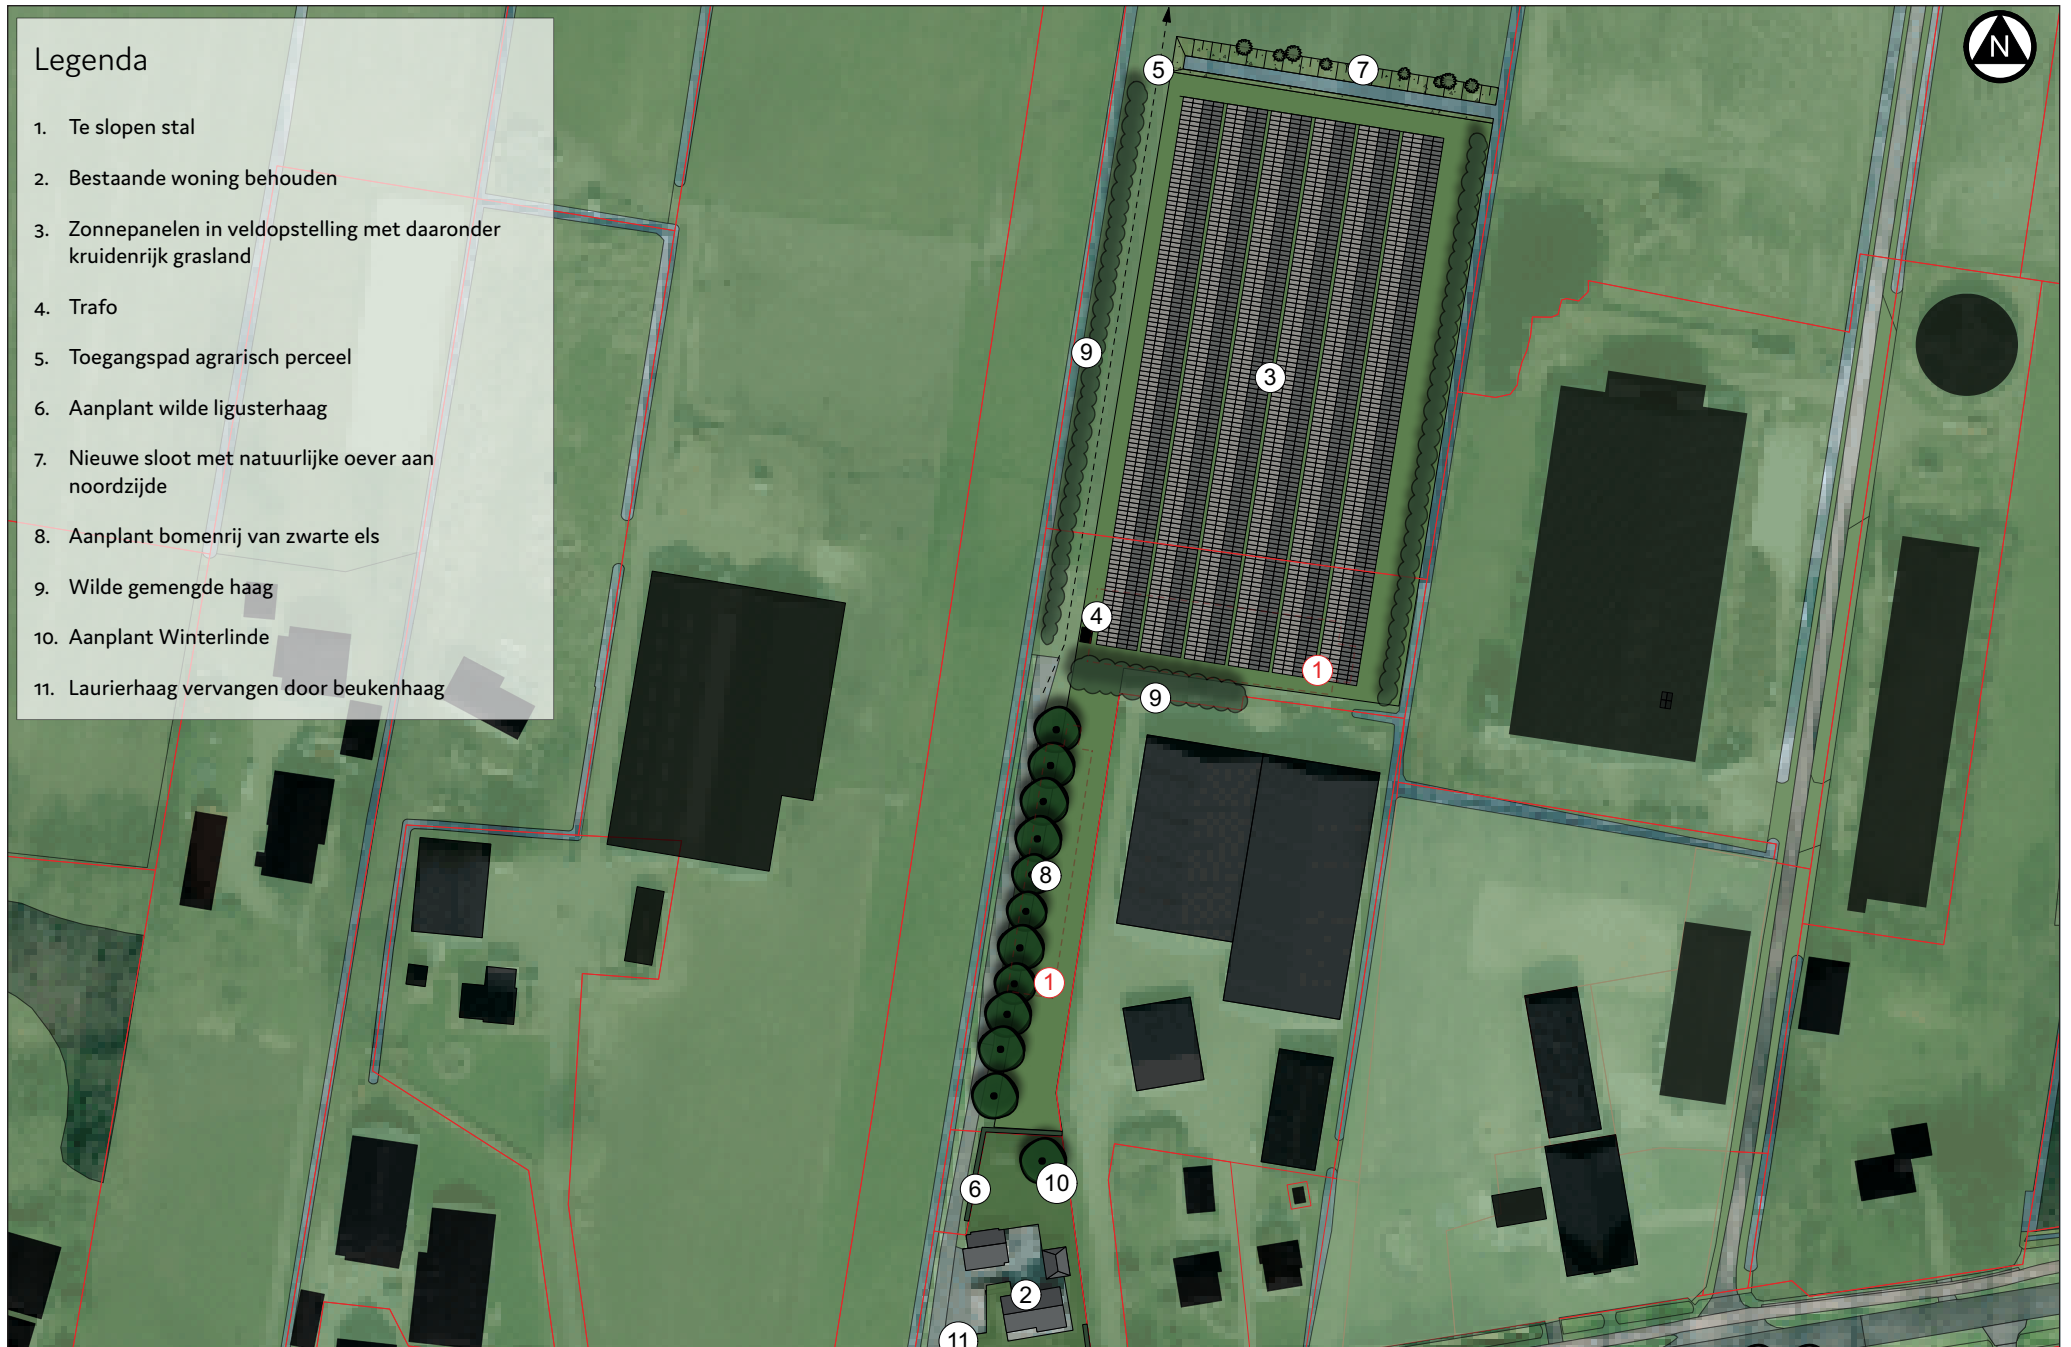 Legenda
1. Te slopen stal
2. Bestaande woning behouden
3. Zonnepanelen in veldopstelling met daaronder
kruidenrijk grasland
4. Trafo
5. Toegangspad agrarisch perceel
6. Aanplant wilde ligusterhaag
7. Nieuwe sloot met natuurlijke oever aan
noordzijde
8. Aanplant bomenrij van zwarte els
9. Wilde gemengde haag
10. Aanplant Winterlinde
11. Laurierhaag vervangen door beukenhaag
N
5
7
9
3
4
1
9
8
1
6
10
2
11